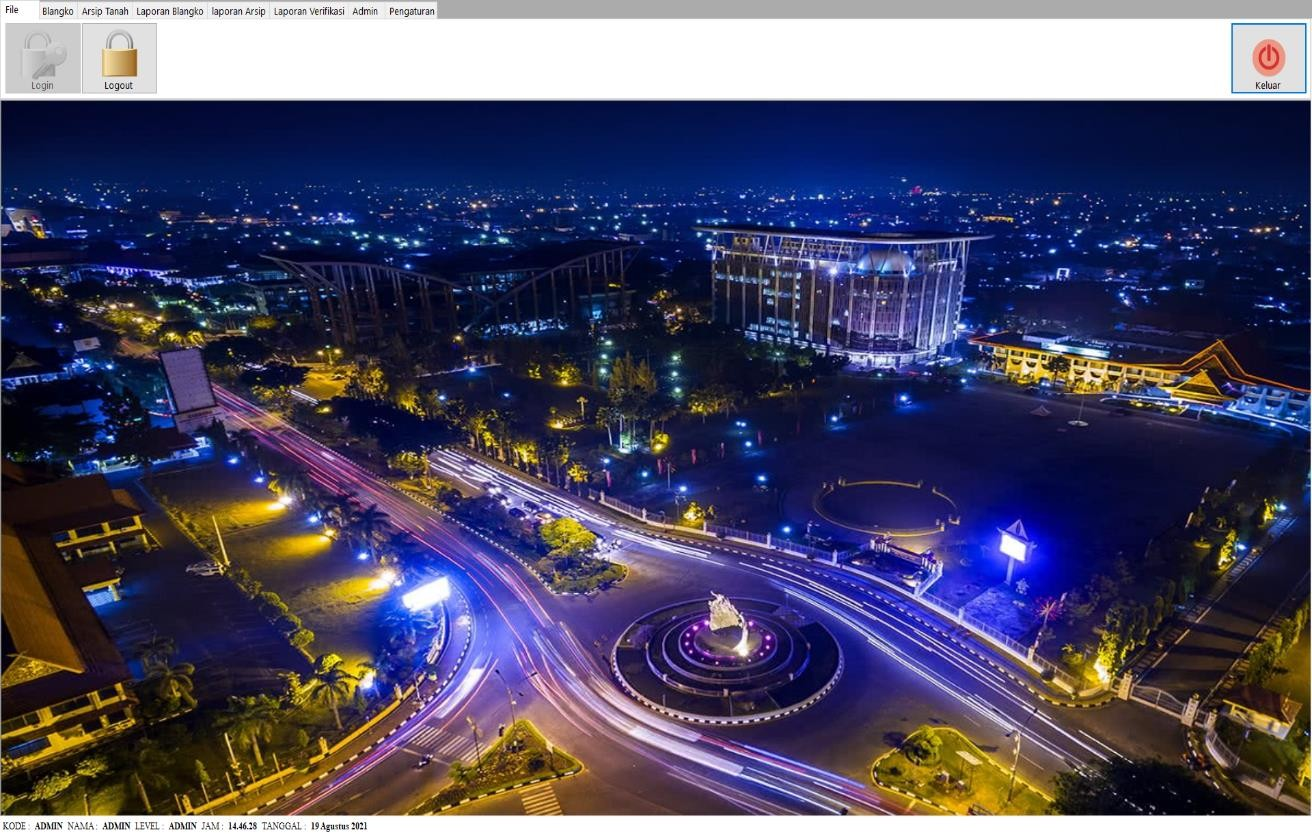 File Blangko Arsip Tanah Laporan Blangko laporan Arsip Laporan Verifikasi Admin Pengaturan
Login Logout Keluar
KODE : ADMIN NAMA : ADMIN LEVEL : ADMIN JAM : 14.46.28 TANGGAL : 19 Agustus 2021